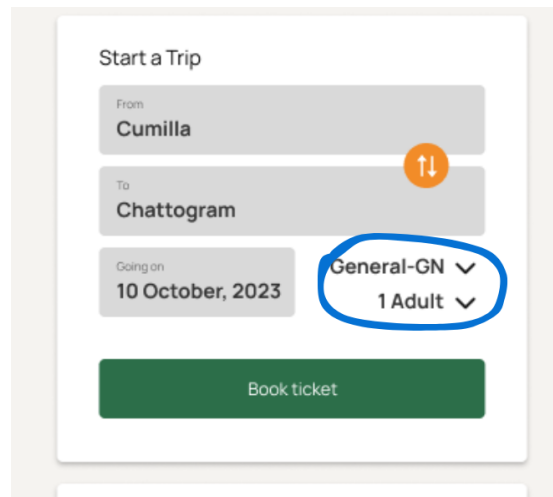 Start a Trip
From
Cumilla
To
Chattogram
Going on
10 October, 2023
General-GN
1 Adult
Book ticket